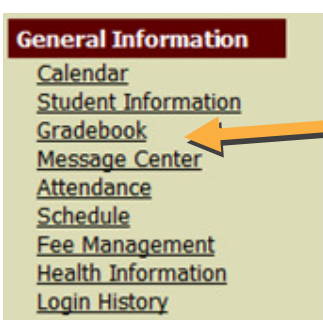 General Information
Calendar
Student Information
Gradebook
Message Center
Attendance
Schedule
Fee Management
Health Information
Login History